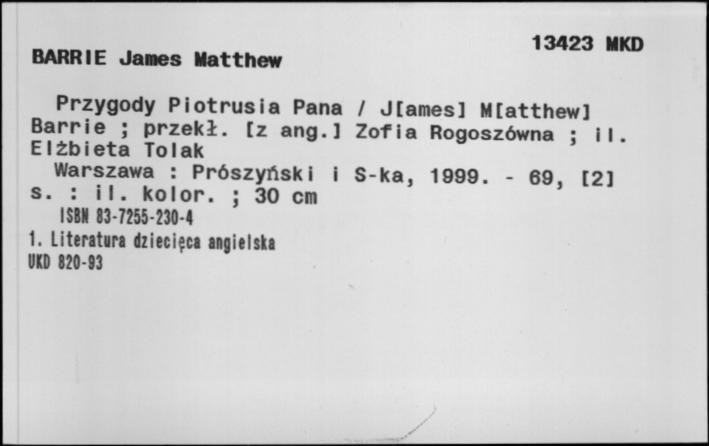 13423 MKD
BARRIE James Matthew
Przygody Piotrusia Pana / J[ames] M[atthew]
Barrie ; przekł. [z ang.] Zofia Rogoszówna ; il.
Elżbieta Tolak
Warszawa : Prószyński i S-ka, 1999. - 69, [2]
s. : il. kolor. ; 30 cm
ISBN 83-7255-230-4
1. Literatura dziecięca angielska
UKD 820-93